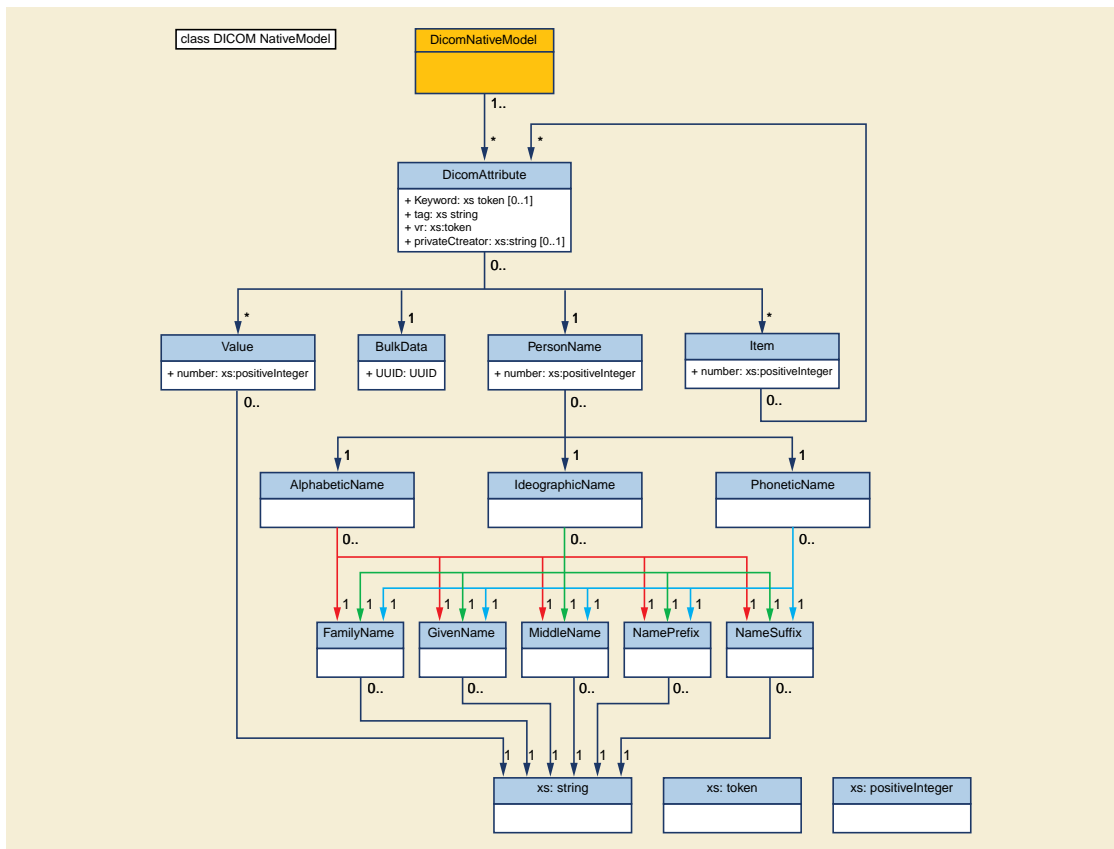 class DICOM NativeModel
DicomNativeModel
1..
* *
DicomAttribute
+ Keyword: xs token [0..1]
+ tag: xs string
+ vr: xs:token
+ privateCtreator: xs:string [0..1]
0..
* 1 1 *
Value BulkData PersonName Item
+ number: xs:positiveInteger + UUID: UUID + number: xs:positiveInteger + number: xs:positiveInteger
0.. 0.. 0..
1 1 1
AlphabeticName IdeographicName PhoneticName
0.. 0.. 0..
1 1 1 1 1 1 1 1 1 1 1 1 1 1 1
FamilyName GivenName MiddleName NamePrefix NameSuffix
0.. 0.. 0.. 0.. 0..
1 1 1 1 1 1
xs: string xs: token xs: positiveInteger